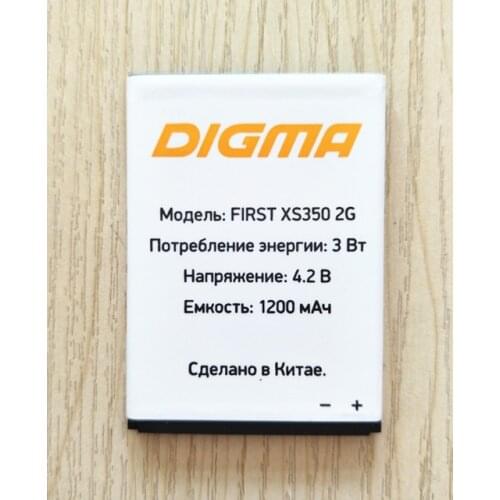 DIGMA
Модель: FIRST XS350 2G
Потребление энергии: 3 Вт
Напряжение: 4.2 В
Емкость: 1200 мАч
Сделано в Китае.
– +